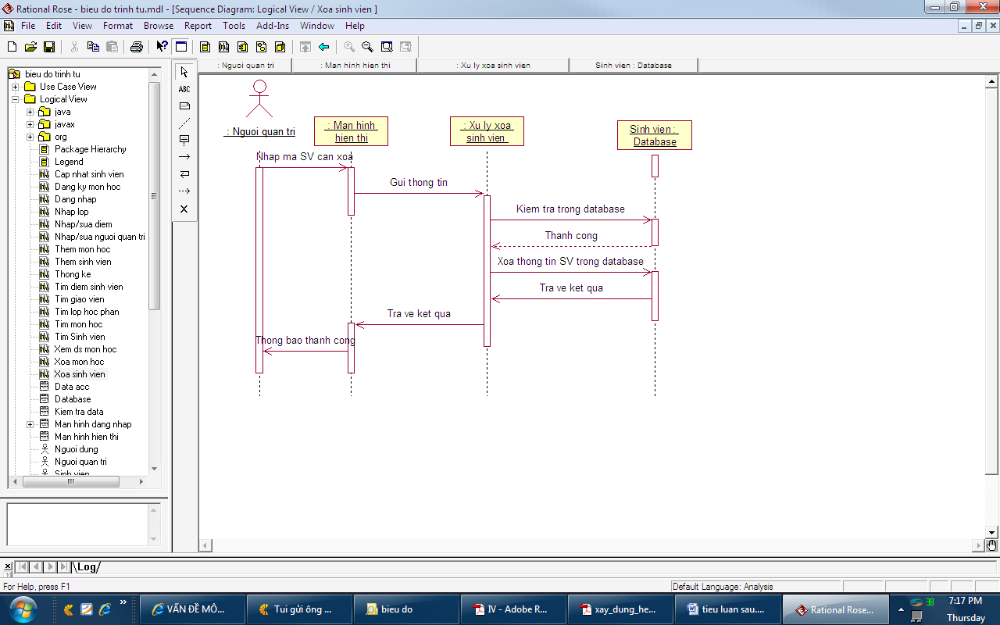 Rational Rose - bieu do trinh tu.mdl - [Sequence Diagram: Logical View / Xoa sinh vien ]
File Edit View Format Browse Report Tools Add-Ins Window Help
: Nguoi quan tri : Man hinh hien thi : Xu ly xoa sinh vien Sinh vien : Database
bieu do trinh tu
Use Case View
Logical View
java
javax
org
Package Hierarchy
Legend
Cap nhat sinh vien
Dang ky mon hoc
Dang nhap
Nhap lop
Nhap/sua diem
Nhap/sua nguoi quan tri
Them mon hoc
Them sinh vien
Thong ke
Tim diem sinh vien
Tim giao vien
Tim lop hoc phan
Tim mon hoc
Tim Sinh vien
Xem ds mon hoc
Xoa mon hoc
Xoa sinh vien
Data acc
Database
Kiem tra data
Man hinh dang nhap
Man hinh hien thi
Nguoi dung
Nguoi quan tri
Sinh vien
ABC
: Nguoi quan tri
: Man hinh
hien thi
: Xu ly xoa
sinh vien
Sinh vien :
Database
Nhap ma SV can xoa
Gui thong tin
Kiem tra trong database
Thanh cong
Xoa thong tin SV trong database
Tra ve ket qua
Tra ve ket qua
Thong bao thanh cong
\Log/
For Help, press F1
Default Language: Analysis
VẤN ĐỀ MÔ... Tui gửi ông ... bieu do IV - Adobe R... xay_dung_he... tieu luan sau.... Rational Rose...
38
7:17 PM
Thursday